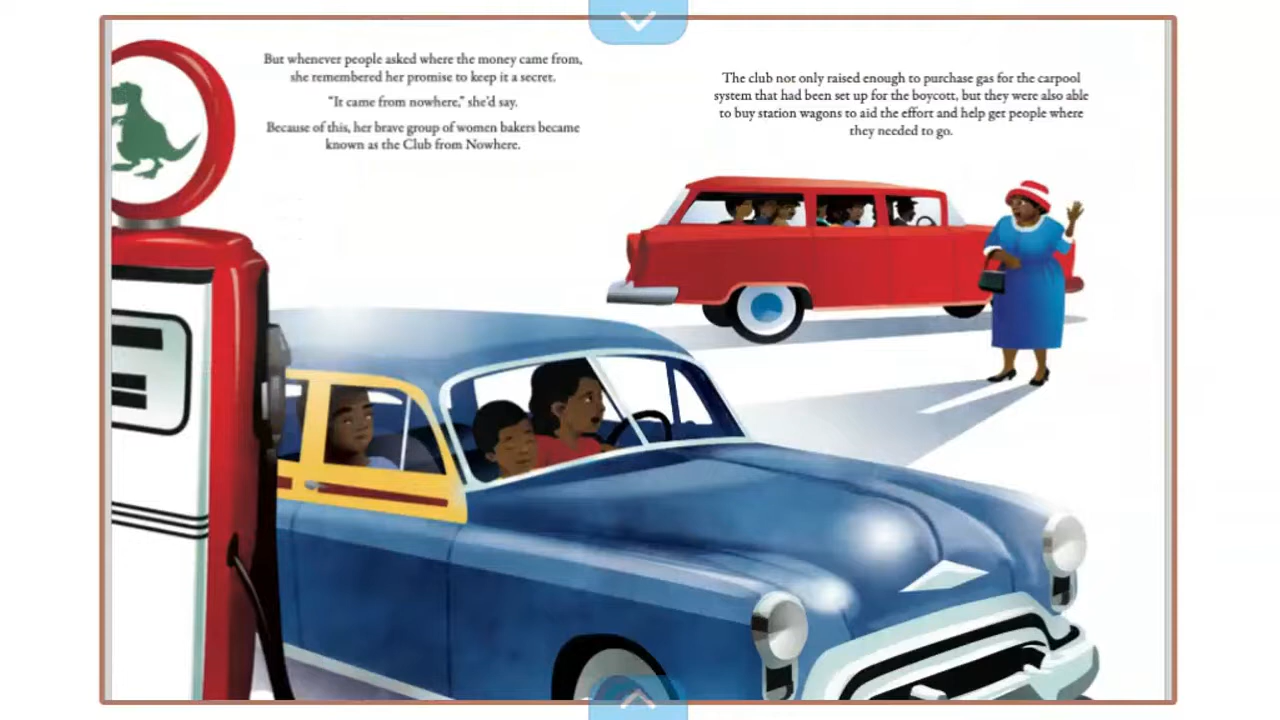 But whenever people asked where the money came from,
she remembered her promise to keep it a secret.
“It came from nowhere,” she’d say.
Because of this, her brave group of women bakers became
known as the Club from Nowhere.
The club not only raised enough to purchase gas for the carpool
system that had been set up for the boycott, but they were also able
to buy station wagons to aid the effort and help get people where
they needed to go.